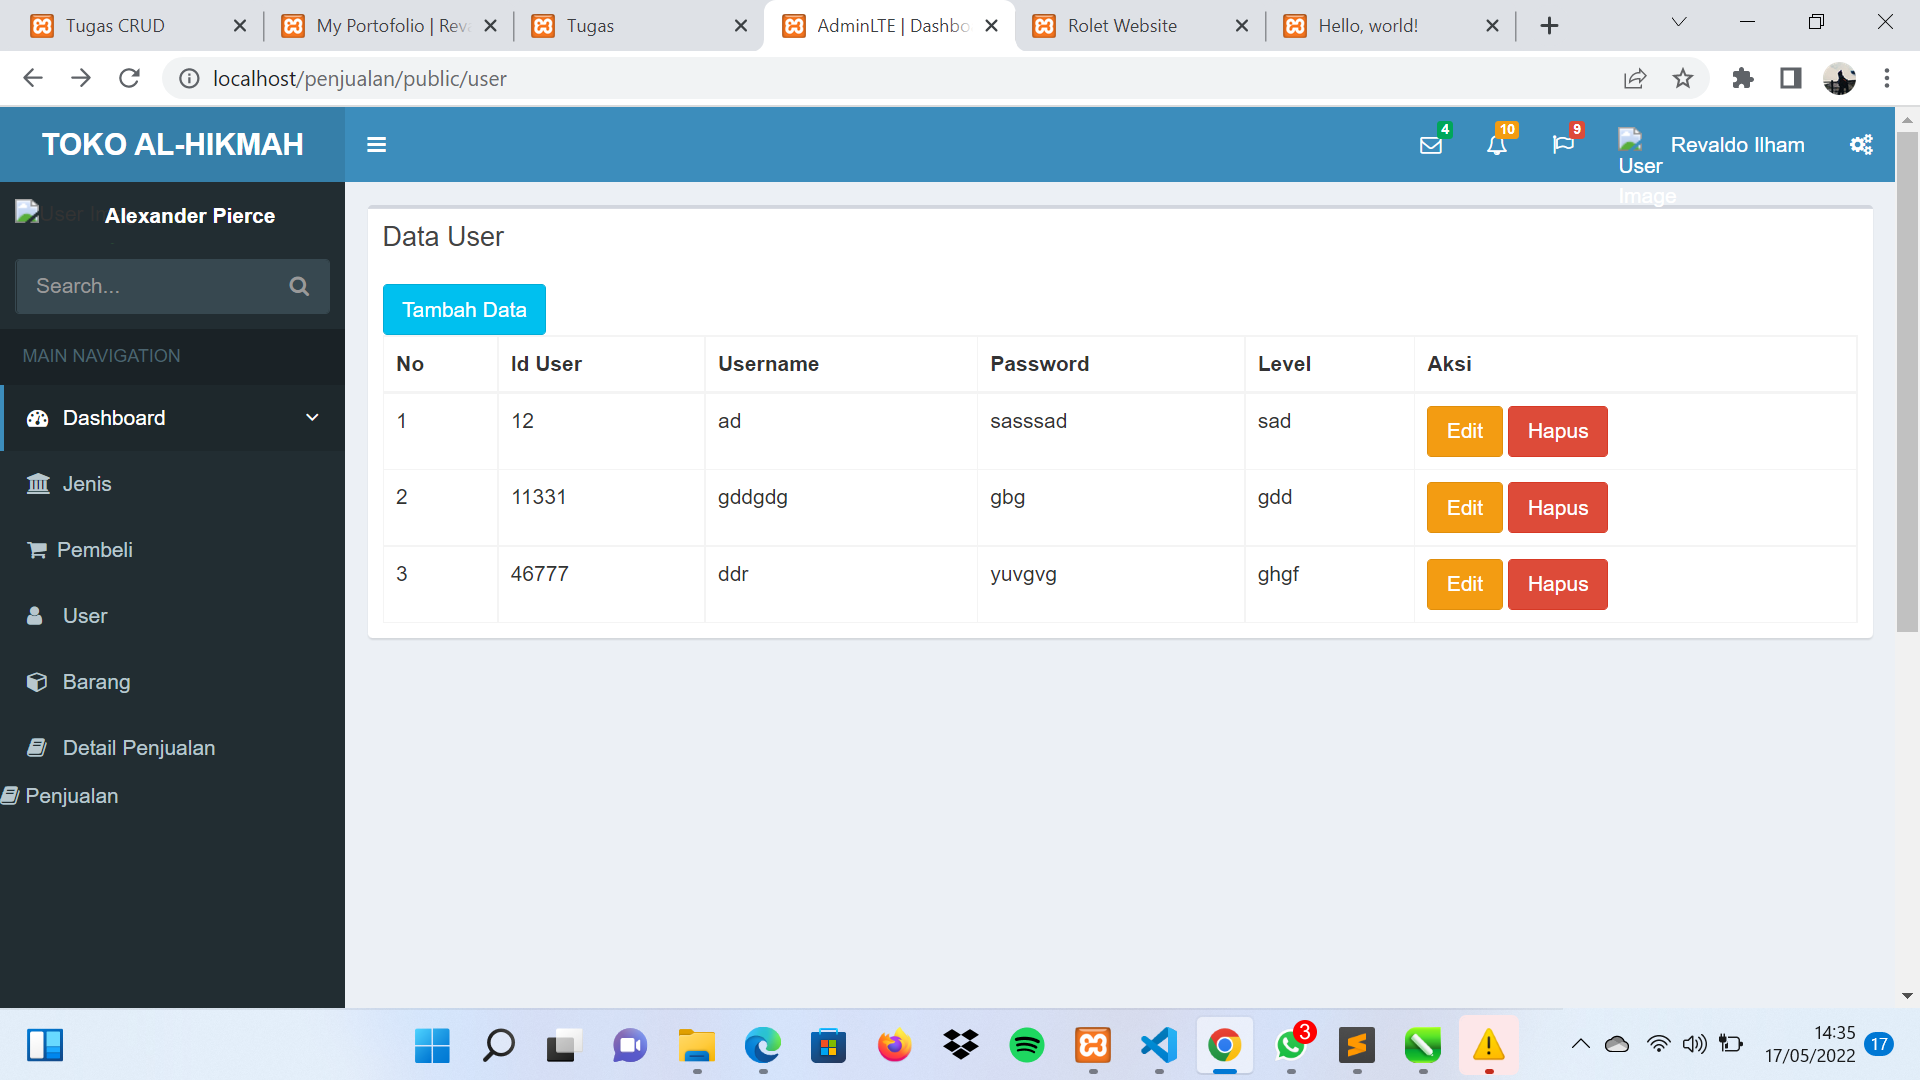 Tugas CRUD
My Portofolio | Reva
Tugas
AdminLTE | Dashbo
Rolet Website
Hello, world!
localhost/penjualan/public/user
TOKO AL-HIKMAH
4
10
9
User Image
Revaldo Ilham
User Im
Alexander Pierce
Search...
MAIN NAVIGATION
Dashboard
Jenis
Pembeli
User
Barang
Detail Penjualan
Penjualan
Data User
Tambah Data
No Id User Username Password Level Aksi
1 12 ad sasssad sad Edit Hapus
2 11331 gddgdg gbg gdd Edit Hapus
3 46777 ddr yuvgvg ghgf Edit Hapus
3
14:35
17/05/2022
17